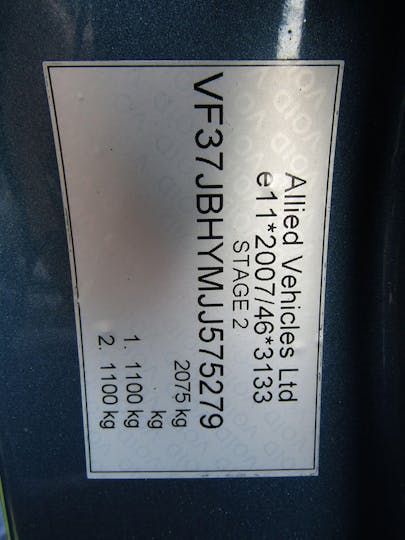 Allied Vehicles Ltd
e11*2007/46*3133
STAGE 2
VF37JBHYMJJ575279
2075 kg
kg
1. 1100 kg
2. 1100 kg